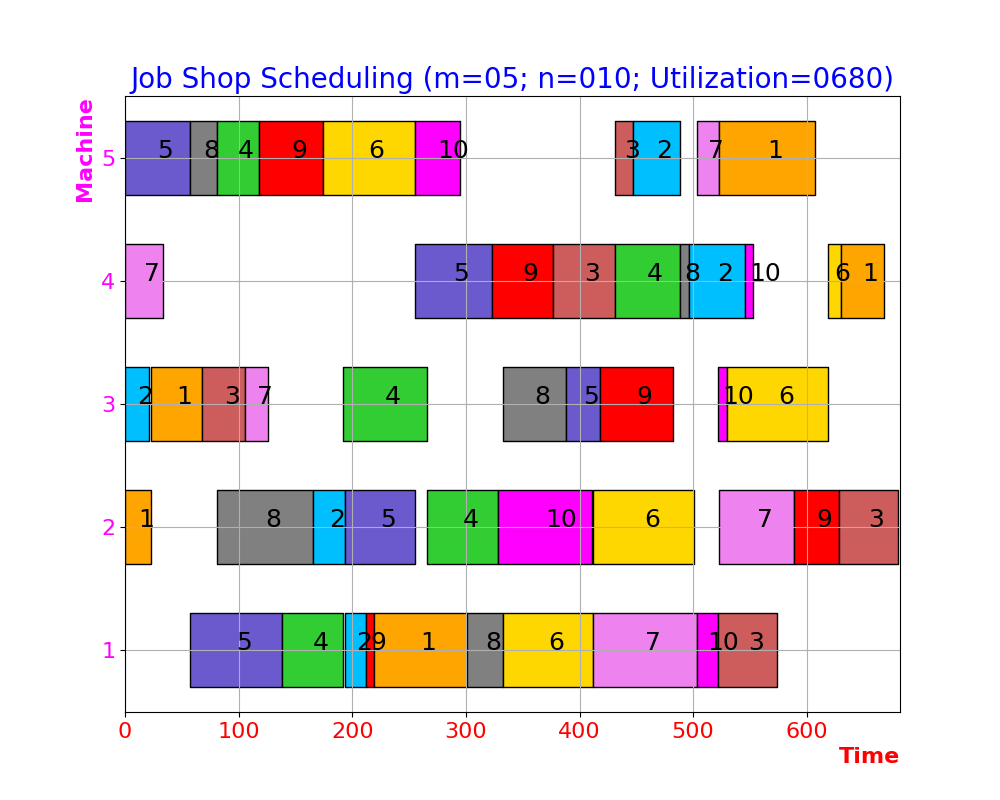 Job Shop Scheduling (m=05; n=010; Utilization=0680)
Machine
5
5 8 4 9 6 10 3 2 7 1
4
7 5 9 3 4 8 2 10 6 1
3
2 1 3 7 4 8 5 9 10 6
2
1 8 2 5 4 10 6 7 9 3
1
5 4 2 9 1 8 6 7 10 3
0 100 200 300 400 500 600
Time